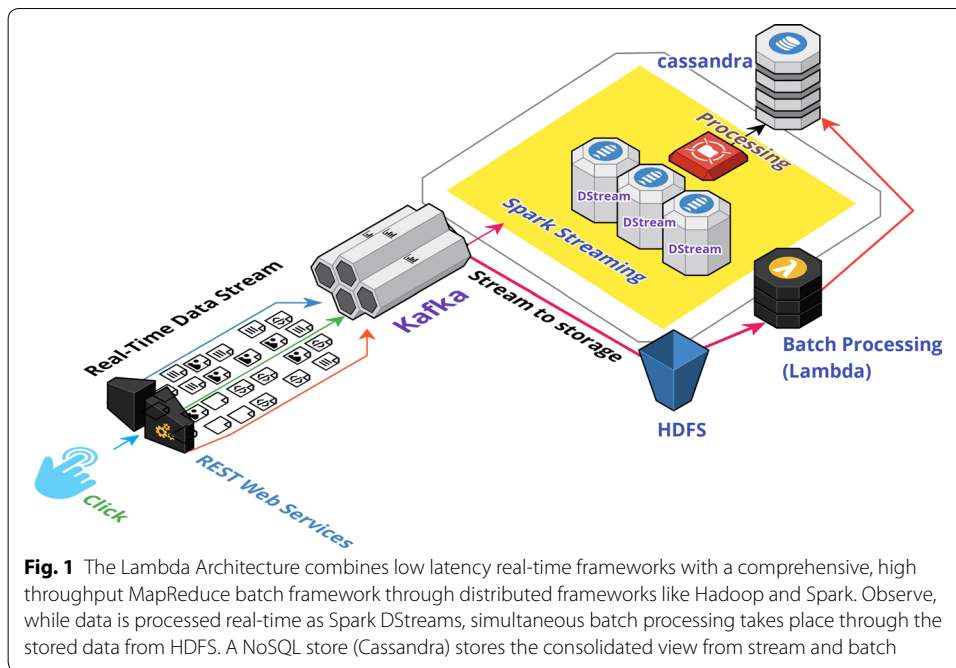 cassandra
Processing
DStream
DStream
DStream
Spark Streaming
Real-Time Data Stream
Kafka
Stream to storage
Batch Processing
(Lambda)
HDFS
REST Web Services
Click
Fig. 1 The Lambda Architecture combines low latency real-time frameworks with a comprehensive, high
throughput MapReduce batch framework through distributed frameworks like Hadoop and Spark. Observe,
while data is processed real-time as Spark DStreams, simultaneous batch processing takes place through the
stored data from HDFS. A NoSQL store (Cassandra) stores the consolidated view from stream and batch